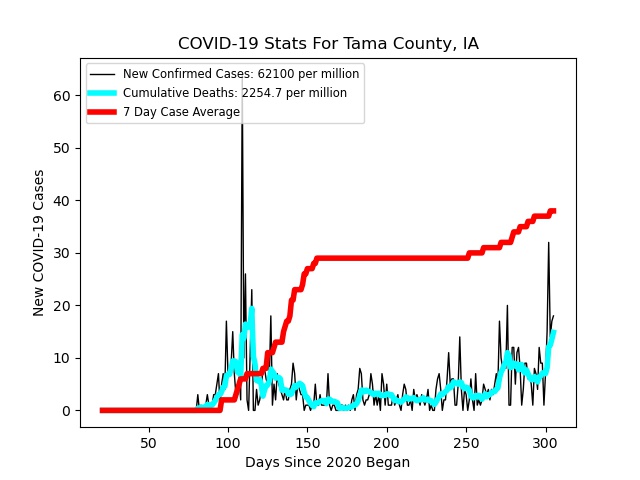 COVID-19 Stats For Tama County, IA
New Confirmed Cases: 62100 per million
Cumulative Deaths: 2254.7 per million
7 Day Case Average
60
50
40
30
20
10
0
New COVID-19 Cases
50 100 150 200 250 300
Days Since 2020 Began